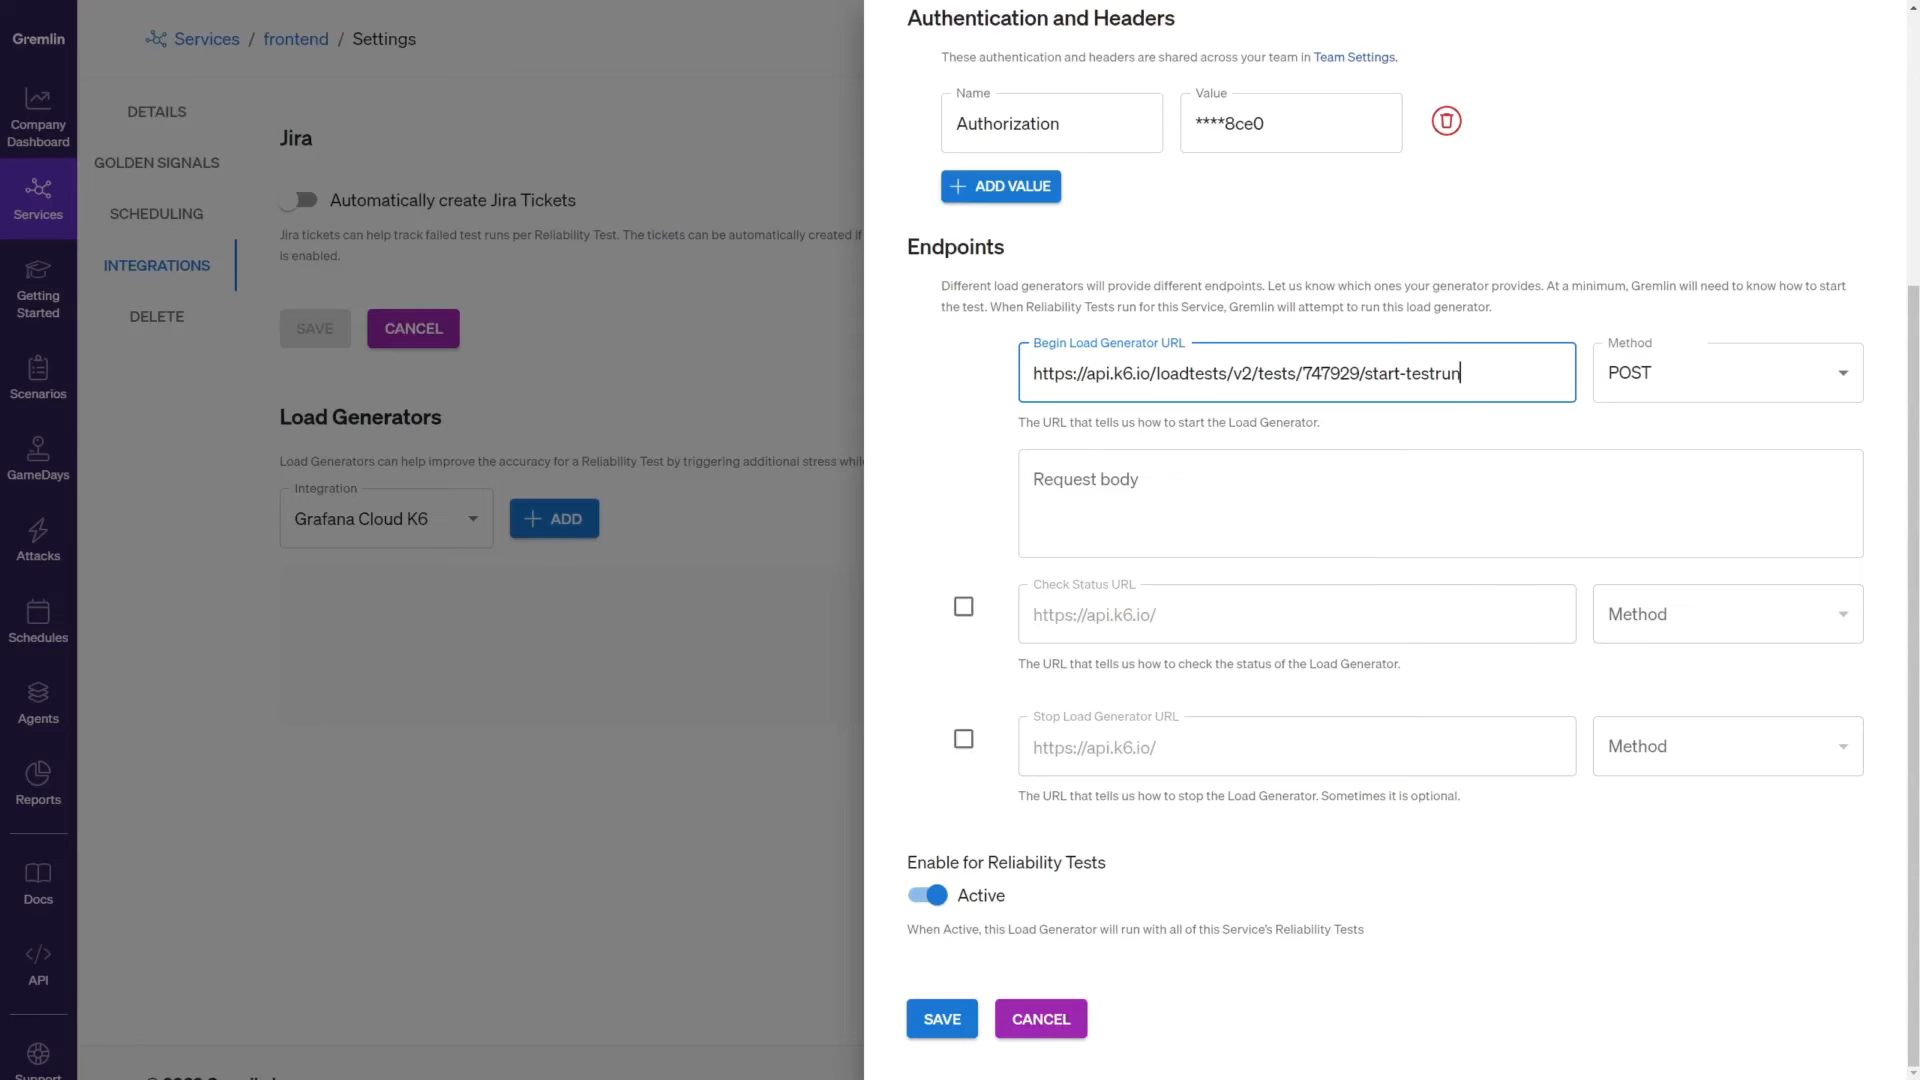 Gremlin
Company
Dashboard
Services
Getting
Started
Scenarios
GameDays
Attacks
Schedules
Agents
Reports
Docs
API
Support
Services / frontend / Settings
DETAILS
GOLDEN SIGNALS
SCHEDULING
INTEGRATIONS
DELETE
Jira
Automatically create Jira Tickets
Jira tickets can help track failed test runs per Reliability Test. The tickets can be automatically created if
is enabled.
SAVE
CANCEL
Load Generators
Load Generators can help improve the accuracy for a Reliability Test by triggering additional stress while
Integration
Grafana Cloud K6
ADD
Authentication and Headers
These authentication and headers are shared across your team in Team Settings.
Name
Authorization
Value
****8ce0
ADD VALUE
Endpoints
Different load generators will provide different endpoints. Let us know which ones your generator provides. At a minimum, Gremlin will need to know how to start
the test. When Reliability Tests run for this Service, Gremlin will attempt to run this load generator.
Begin Load Generator URL
https://api.k6.io/loadtests/v2/tests/747929/start-testrun
Method
POST
The URL that tells us how to start the Load Generator.
Request body
Check Status URL
https://api.k6.io/
Method
The URL that tells us how to check the status of the Load Generator.
Stop Load Generator URL
https://api.k6.io/
Method
The URL that tells us how to stop the Load Generator. Sometimes it is optional.
Enable for Reliability Tests
Active
When Active, this Load Generator will run with all of this Service's Reliability Tests
SAVE
CANCEL